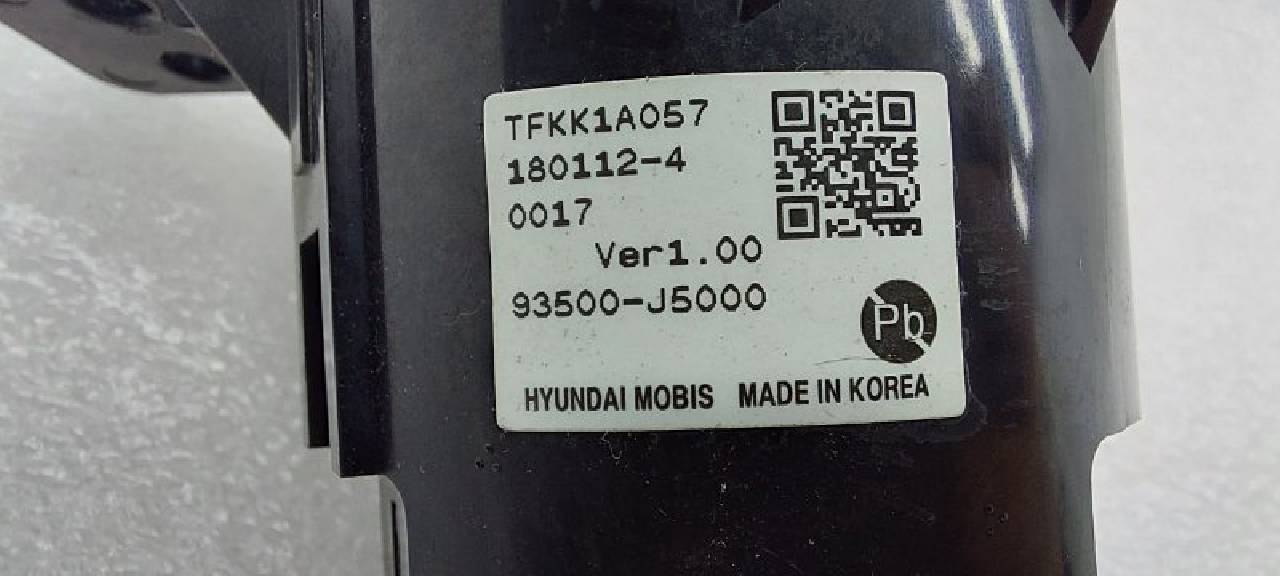 TFKK1A057
180112-4
0017
Ver1.00
93500-J5000
Pb
HYUNDAI MOBIS MADE IN KOREA